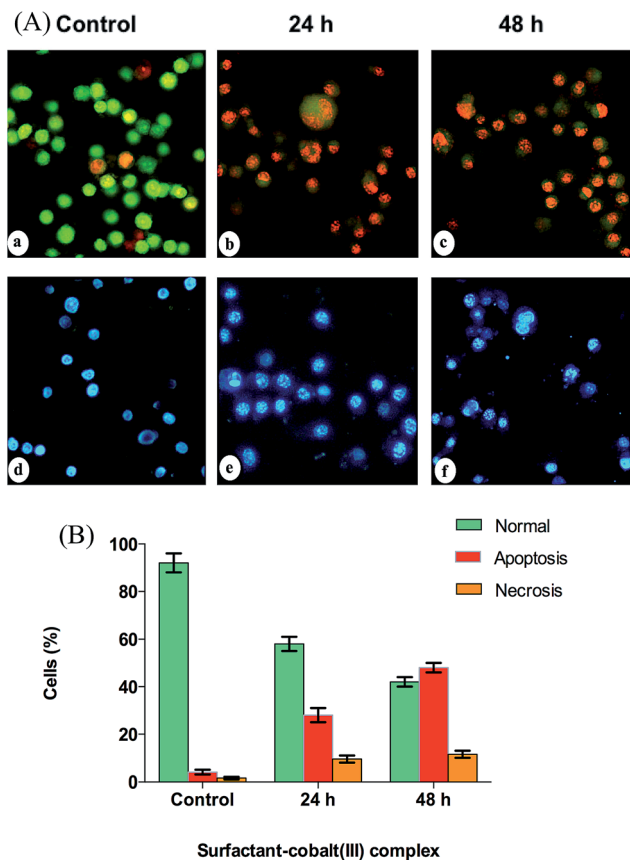 (A) Control 24 h 48 h
a b c
d e f
(B)
Normal
Apoptosis
Necrosis
100
80
60
40
20
0
Cells (%)
Control 24 h 48 h
Surfactant-cobalt(III) complex